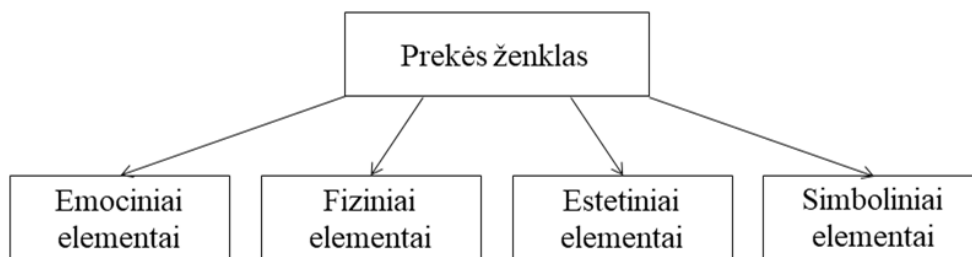 Prekės ženklas
Emociniai
elementai
Fiziniai
elementai
Estetiniai
elementai
Simboliniai
elementai